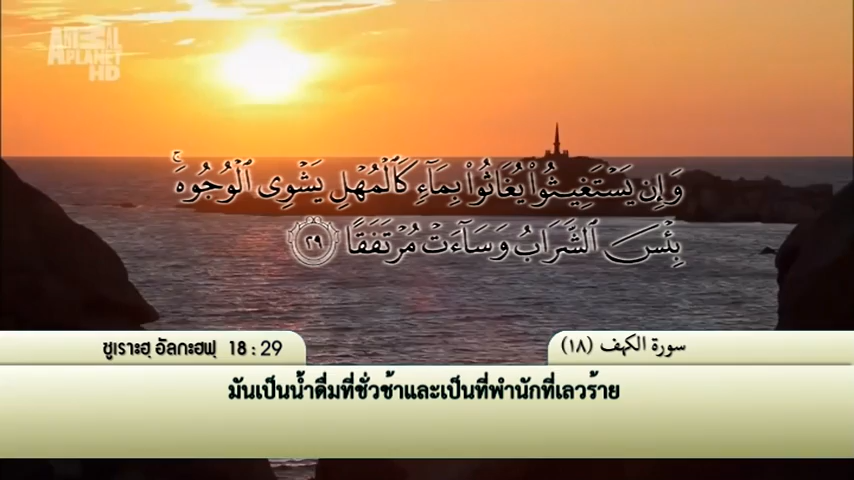 ANIMAL
PLANET
HD
وَإِن يَسْتَغِيثُوا۟ يُغَاثُوا۟ بِمَآءٍ كَٱلْمُهْلِ يَشْوِى ٱلْوُجُوهَ ۚ
بِئْسَ ٱلشَّرَابُ وَسَآءَتْ مُرْتَفَقًا ٢٩
ซูเราะฮฺ อัลกะฮฟฺ 18 : 29
سورة الكهف (١٨)
มันเป็นน้ำดื่มที่ชั่วช้าและเป็นที่พำนักที่เลวร้าย